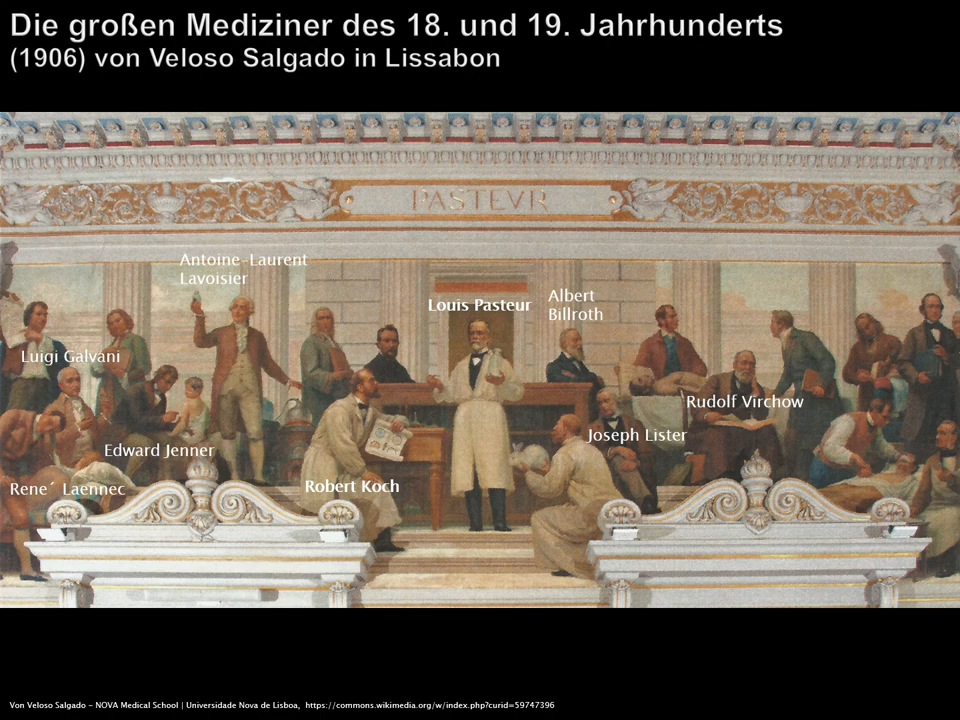 Die großen Mediziner des 18. und 19. Jahrhunderts
(1906) von Veloso Salgado in Lissabon
PASTEVR
Antoine-Laurent
Lavoisier
Louis Pasteur
Albert
Billroth
Luigi Galvani
Rudolf Virchow
Joseph Lister
Edward Jenner
Rene´ Laennec
Robert Koch
Von Veloso Salgado - NOVA Medical School | Universidade Nova de Lisboa, https://commons.wikimedia.org/w/index.php?curid=59747396